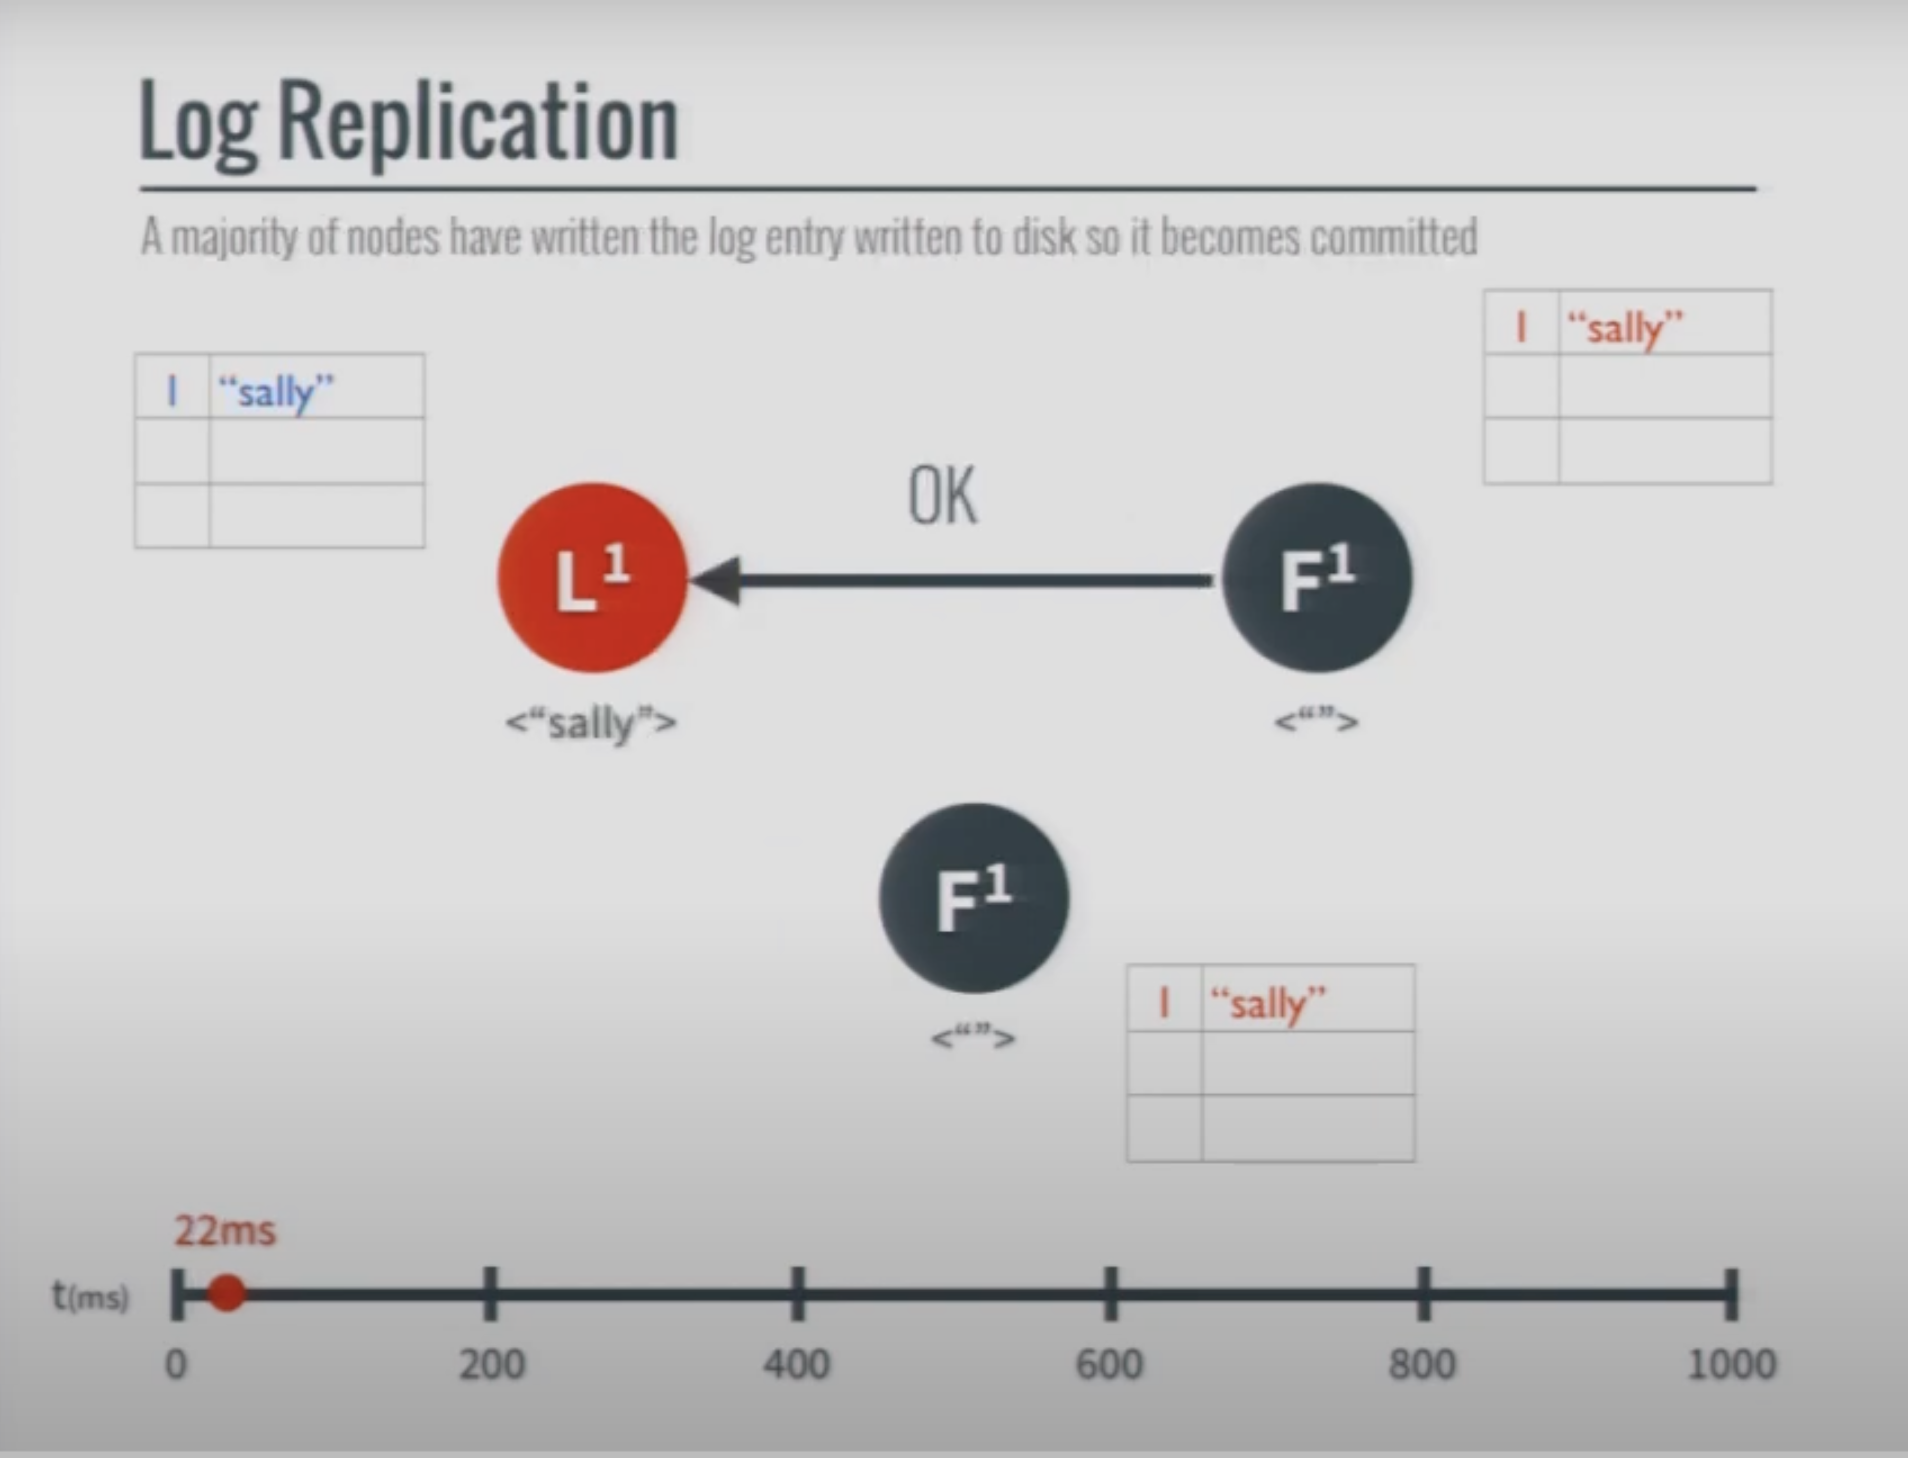 Log Replication
A majority of nodes have written the log entry written to disk so it becomes committed
1 “sally”
1 “sally”
OK
L¹
F¹
<“sally”>
<“”>
F¹
<“”>
1 “sally”
22ms
t(ms)
0 200 400 600 800 1000